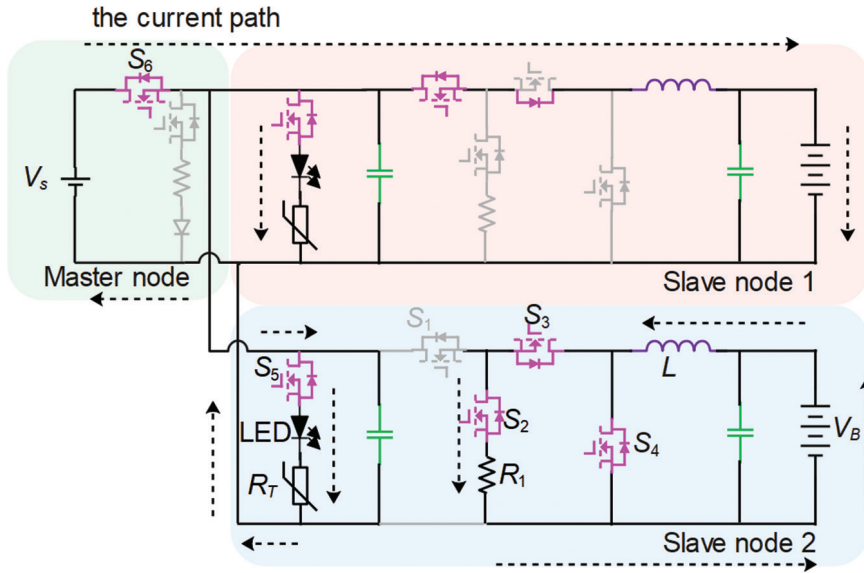 the current path
S6
Vs
Master node
Slave node 1
S1
S3
S5
L
LED
S2
S4
VB
RT
R1
Slave node 2